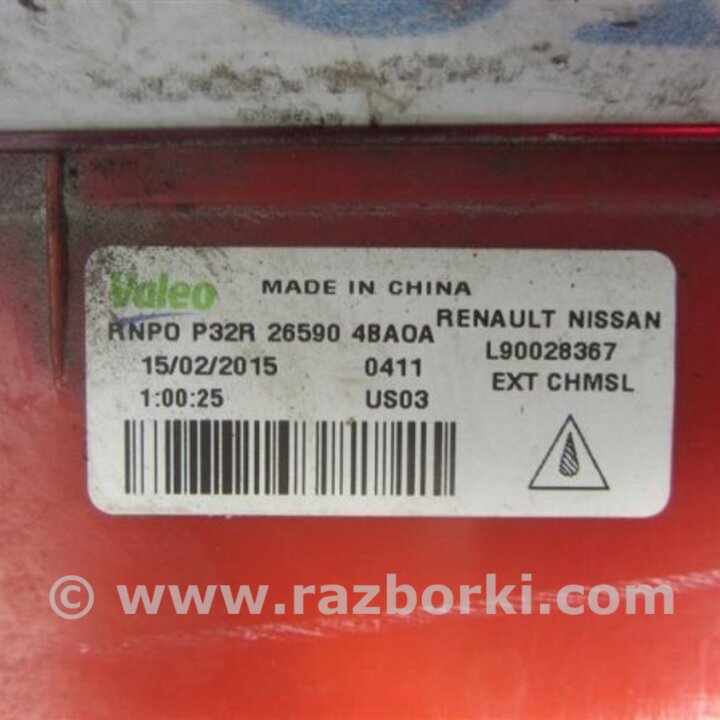 Valeo MADE IN CHINA
RNPO P32R 26590 4BA0A RENAULT NISSAN
15/02/2015 0411 L90028367
1:00:25 US03 EXT CHMSL
© www.razborki.com